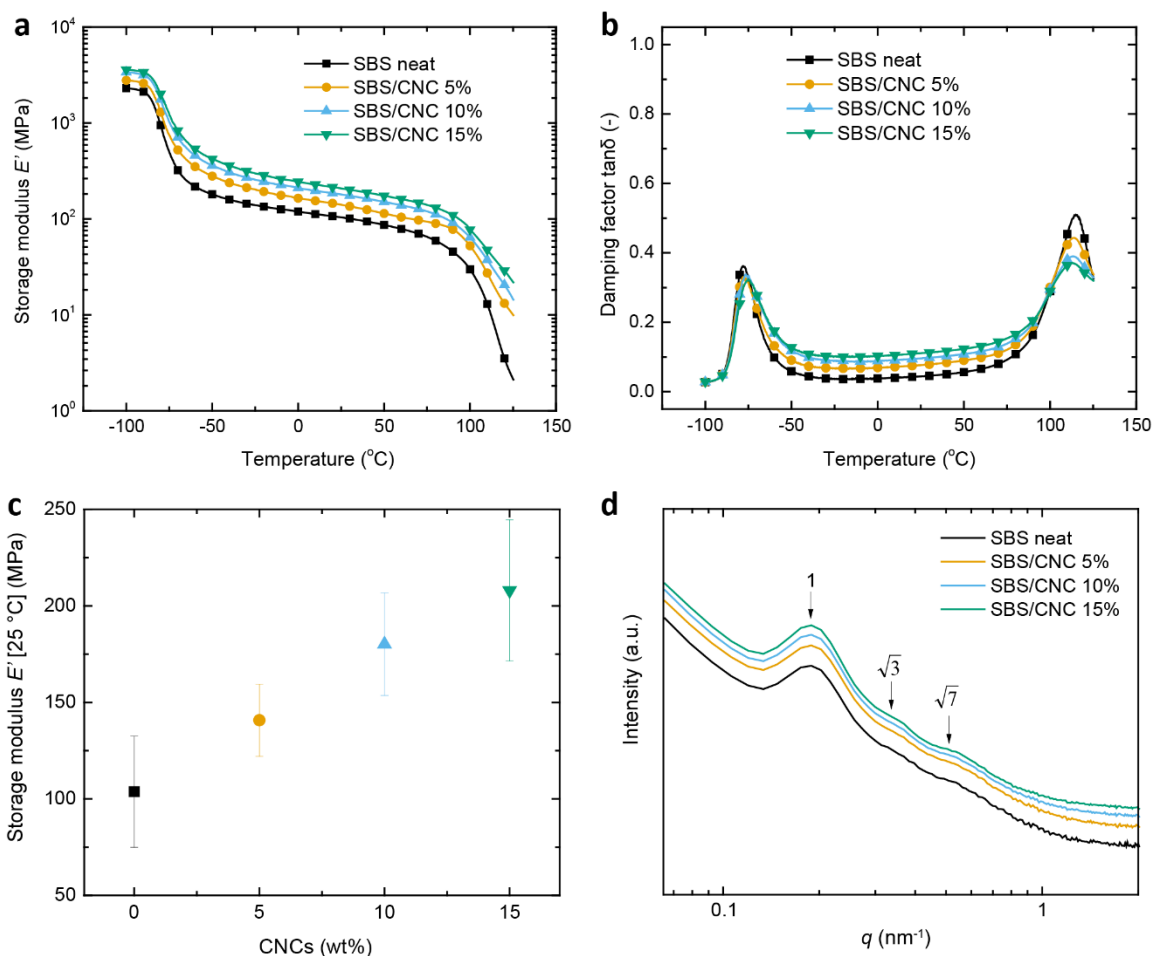 a
Storage modulus E' (MPa)
10⁴
10³
10²
10¹
10⁰
SBS neat
SBS/CNC 5%
SBS/CNC 10%
SBS/CNC 15%
-100 -50 0 50 100 150
Temperature (°C)
b
Damping factor tanδ (-)
1.0
0.8
0.6
0.4
0.2
0.0
SBS neat
SBS/CNC 5%
SBS/CNC 10%
SBS/CNC 15%
-100 -50 0 50 100 150
Temperature (°C)
c
Storage modulus E' [25 °C] (MPa)
250
200
150
100
50
0 5 10 15
CNCs (wt%)
d
Intensity (a.u.)
SBS neat
SBS/CNC 5%
SBS/CNC 10%
SBS/CNC 15%
1
√3
√7
0.1 1
q (nm⁻¹)